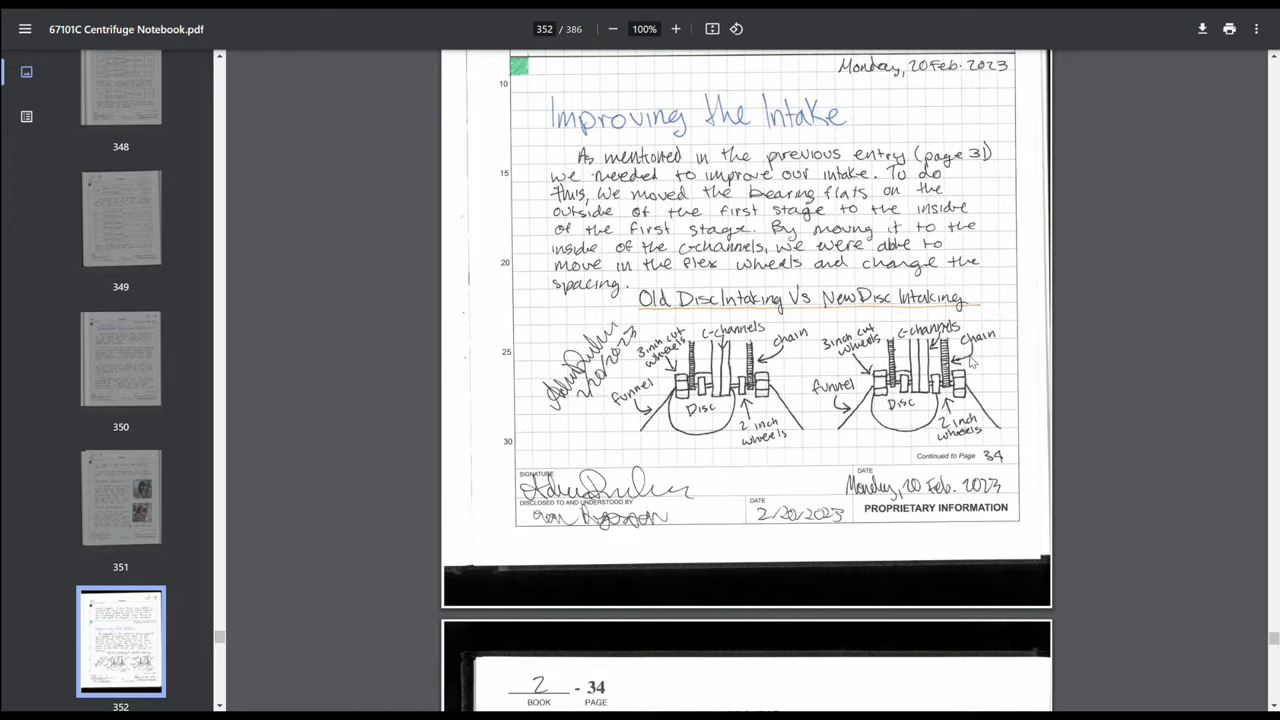 67101C Centrifuge Notebook.pdf
352 / 386
100%
348
349
350
351
352
Monday, 20 Feb. 2023
10
Improving the Intake
As mentioned in the previous entry (page 31)
15
we needed to improve our intake. To do
this, we moved the bearing flats on the
outside of the first stage to the inside
of the first stage. By moving it to the
inside of the c-channels, we were able to
20
move in the flex wheels and change the
spacing.
Old Disc Intaking Vs New Disc Intaking
25
2/20/2023
3 inch cut wheels
C-channels
chain
funnel
Disc
2 inch wheels
3 inch cut wheels
C-channels
chain
funnel
Disc
2 inch wheels
30
Continued to Page 34
SIGNATURE
DATE
Monday, 20 Feb. 2023
DISCLOSED TO AND UNDERSTOOD BY
DATE
2/20/2023
PROPRIETARY INFORMATION
2 - 34
BOOK PAGE